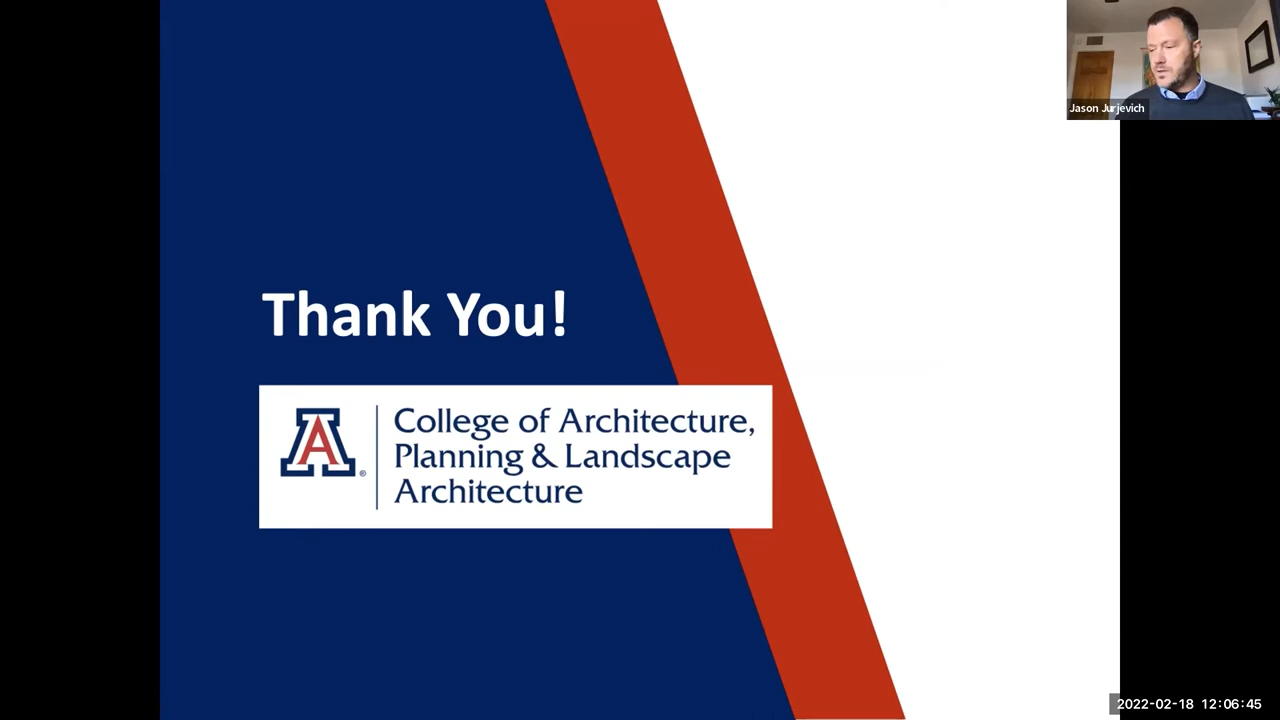 Jason Jurjevich
Thank You!
A®
College of Architecture,
Planning & Landscape
Architecture
2022-02-18 12:06:45